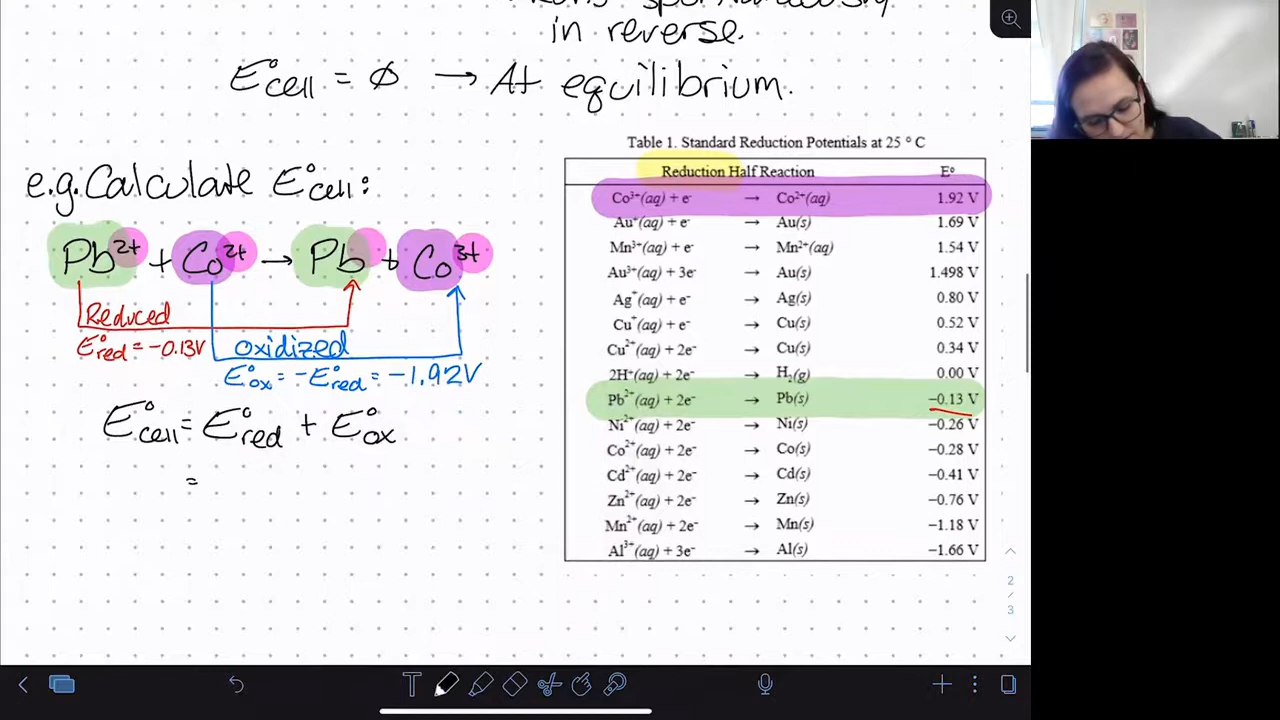 spontaneously
in reverse.
E°cell = ∅ → At equilibrium.
e.g. Calculate E°cell:
Pb²⁺ + Co²⁺ → Pb + Co³⁺
Reduced
E°red = -0.13V
oxidized
E°ox = -E°red = -1.92V
E°cell = E°red + E°ox
=
Table 1. Standard Reduction Potentials at 25 °C
Reduction Half Reaction E°
Co³⁺(aq) + e⁻ → Co²⁺(aq) 1.92 V
Au⁺(aq) + e⁻ → Au(s) 1.69 V
Mn³⁺(aq) + e⁻ → Mn²⁺(aq) 1.54 V
Au³⁺(aq) + 3e⁻ → Au(s) 1.498 V
Ag⁺(aq) + e⁻ → Ag(s) 0.80 V
Cu⁺(aq) + e⁻ → Cu(s) 0.52 V
Cu²⁺(aq) + 2e⁻ → Cu(s) 0.34 V
2H⁺(aq) + 2e⁻ → H₂(g) 0.00 V
Pb²⁺(aq) + 2e⁻ → Pb(s) −0.13 V
Ni²⁺(aq) + 2e⁻ → Ni(s) −0.26 V
Co²⁺(aq) + 2e⁻ → Co(s) −0.28 V
Cd²⁺(aq) + 2e⁻ → Cd(s) −0.41 V
Zn²⁺(aq) + 2e⁻ → Zn(s) −0.76 V
Mn²⁺(aq) + 2e⁻ → Mn(s) −1.18 V
Al³⁺(aq) + 3e⁻ → Al(s) −1.66 V
2
/
3
T